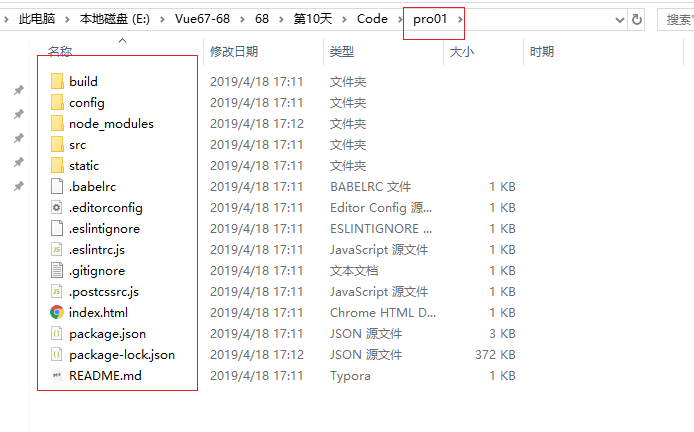 此电脑 > 本地磁盘 (E:) > Vue67-68 > 68 > 第10天 > Code > pro01 > 搜索"
名称 修改日期 类型 大小 时期
build 2019/4/18 17:11 文件夹
config 2019/4/18 17:11 文件夹
node_modules 2019/4/18 17:12 文件夹
src 2019/4/18 17:11 文件夹
static 2019/4/18 17:11 文件夹
.babelrc 2019/4/18 17:11 BABELRC 文件 1 KB
.editorconfig 2019/4/18 17:11 Editor Config 源... 1 KB
.eslintignore 2019/4/18 17:11 ESLINTIGNORE ... 1 KB
.eslintrc.js 2019/4/18 17:11 JavaScript 源文件 1 KB
.gitignore 2019/4/18 17:11 文本文档 1 KB
.postcssrc.js 2019/4/18 17:11 JavaScript 源文件 1 KB
index.html 2019/4/18 17:11 Chrome HTML D... 1 KB
package.json 2019/4/18 17:11 JSON 源文件 3 KB
package-lock.json 2019/4/18 17:12 JSON 源文件 372 KB
README.md 2019/4/18 17:11 Typora 1 KB